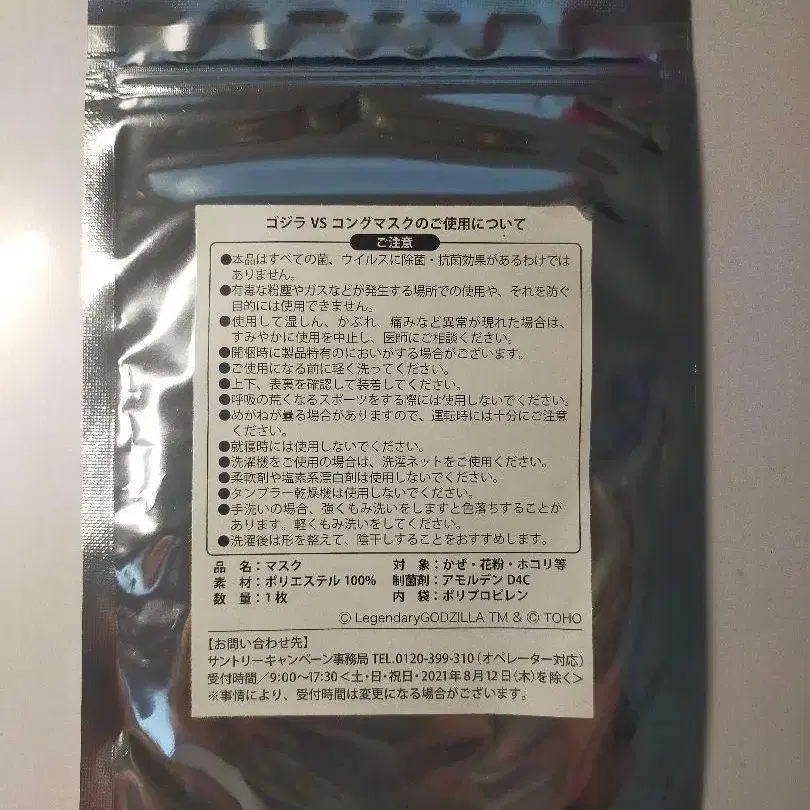 ゴジラ VS コングマスクのご使用について
ご注意
●本品はすべての菌、ウイルスに除菌・抗菌効果があるわけでは
ありません。
●有毒な粉塵やガスなどが発生する場所での使用や、それを防ぐ
目的には使用できません。
●使用して湿しん、かぶれ、痛みなど異常が現れた場合は、
すみやかに使用を中止し、医師にご相談ください。
●開梱時に製品特有のにおいがする場合がございます。
●ご使用になる前に軽く洗ってください。
●上下、表裏を確認して装着してください。
●呼吸の荒くなるスポーツをする際には使用しないでください。
●めがねが曇る場合がありますので、運転時には十分にご注意
ください。
●就寝時には使用しないでください。
●洗濯機をご使用の場合は、洗濯ネットをご使用ください。
●柔軟剤や塩素系漂白剤は使用しないでください。
●タンブラー乾燥機は使用しないでください。
●手洗いの場合、強くもみ洗いをしますと色落ちすることが
あります。軽くもみ洗いをしてください。
●洗濯後は形を整えて、陰干しすることをおすすめします。
品 名：マスク 対 象：かぜ・花粉・ホコリ等
素 材：ポリエステル 100% 制菌剤：アモルデン D4C
数 量：1 枚 内 袋：ポリプロピレン
© LegendaryGODZILLA TM & © TOHO
【お問い合わせ先】
サントリーキャンペーン事務局 TEL.0120-399-310（オペレーター対応）
受付時間／9:00〜17:30＜土・日・祝日・2021年8月12日（木）を除く＞
※事情により、受付時間は変更になる場合がございます。